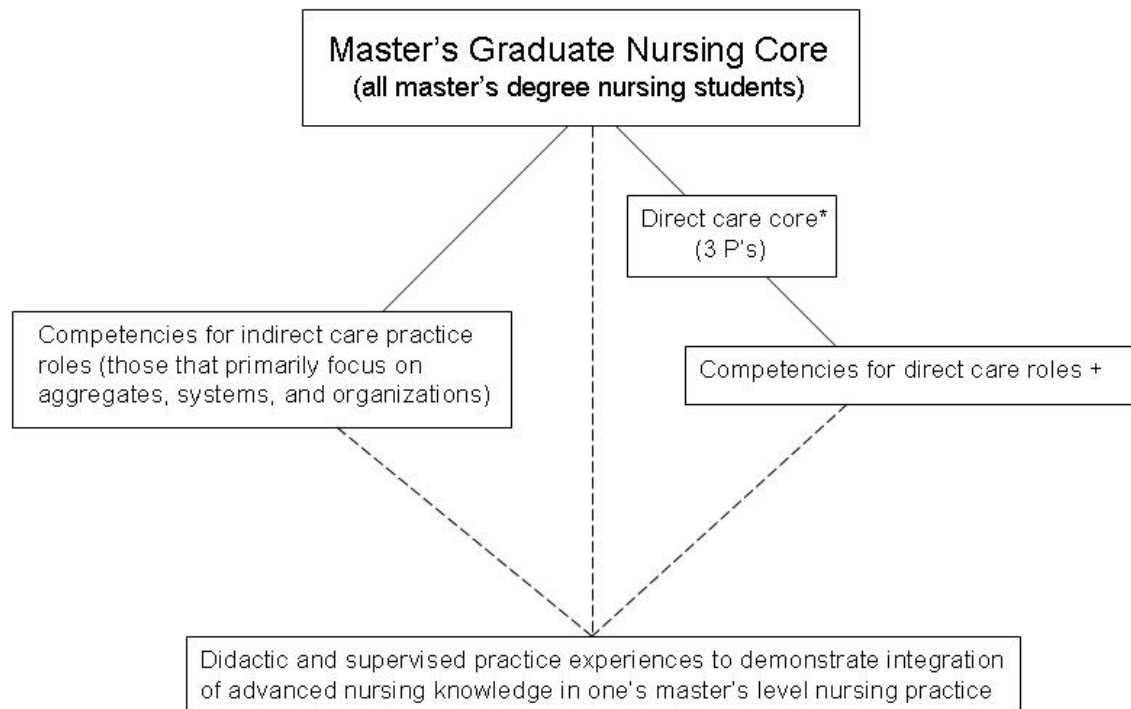 Master's Graduate Nursing Core
(all master's degree nursing students)
Direct care core*
(3 P's)
Competencies for indirect care practice
roles (those that primarily focus on
aggregates, systems, and organizations)
Competencies for direct care roles +
Didactic and supervised practice experiences to demonstrate integration
of advanced nursing knowledge in one's master's level nursing practice